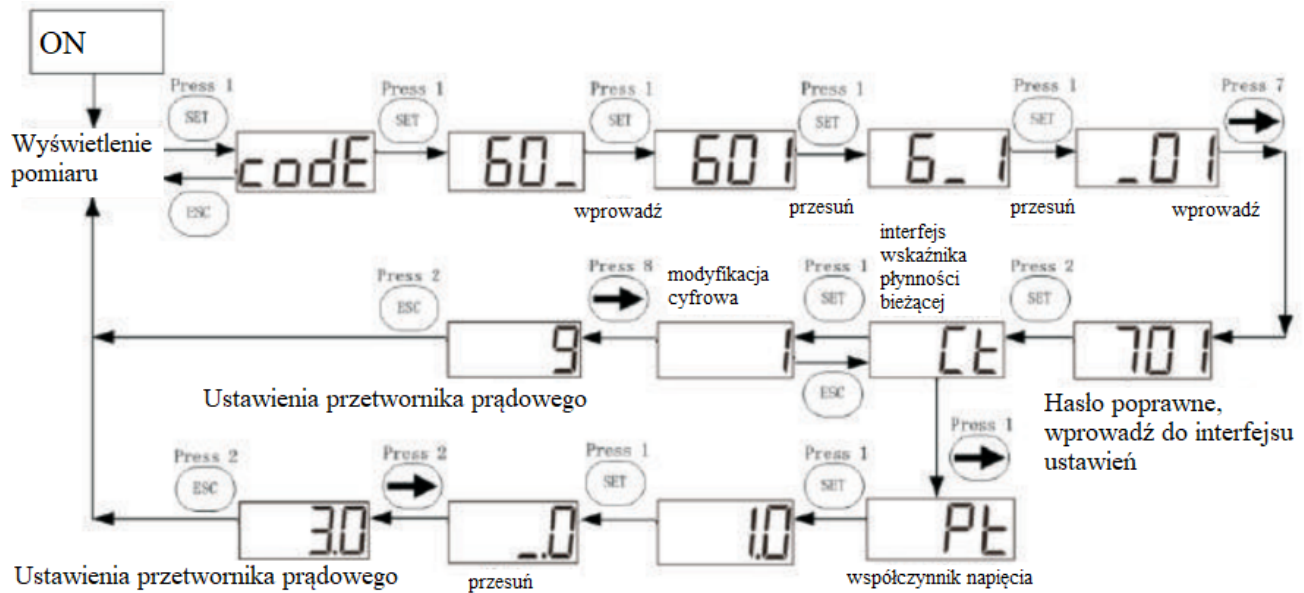 ON
Press 1
Press 1
Press 1
Press 1
Press 1
Press 7
SET
SET
SET
SET
SET
Wyświetlenie
pomiaru
codE
60_
601
6_1
_01
ESC
wprowadź
przesuń
przesuń
wprowadź
interfejs
wskaźnika
płynności
bieżącej
Press 2
Press 8
modyfikacja
cyfrowa
Press 1
Press 2
ESC
SET
SET
9
1
Ct
701
ESC
Ustawienia przetwornika prądowego
Hasło poprawne,
wprowadź do interfejsu
ustawień
Press 1
Press 2
Press 2
Press 1
Press 1
ESC
SET
SET
3.0
_.0
1.0
Pt
Ustawienia przetwornika prądowego
przesuń
współczynnik napięcia